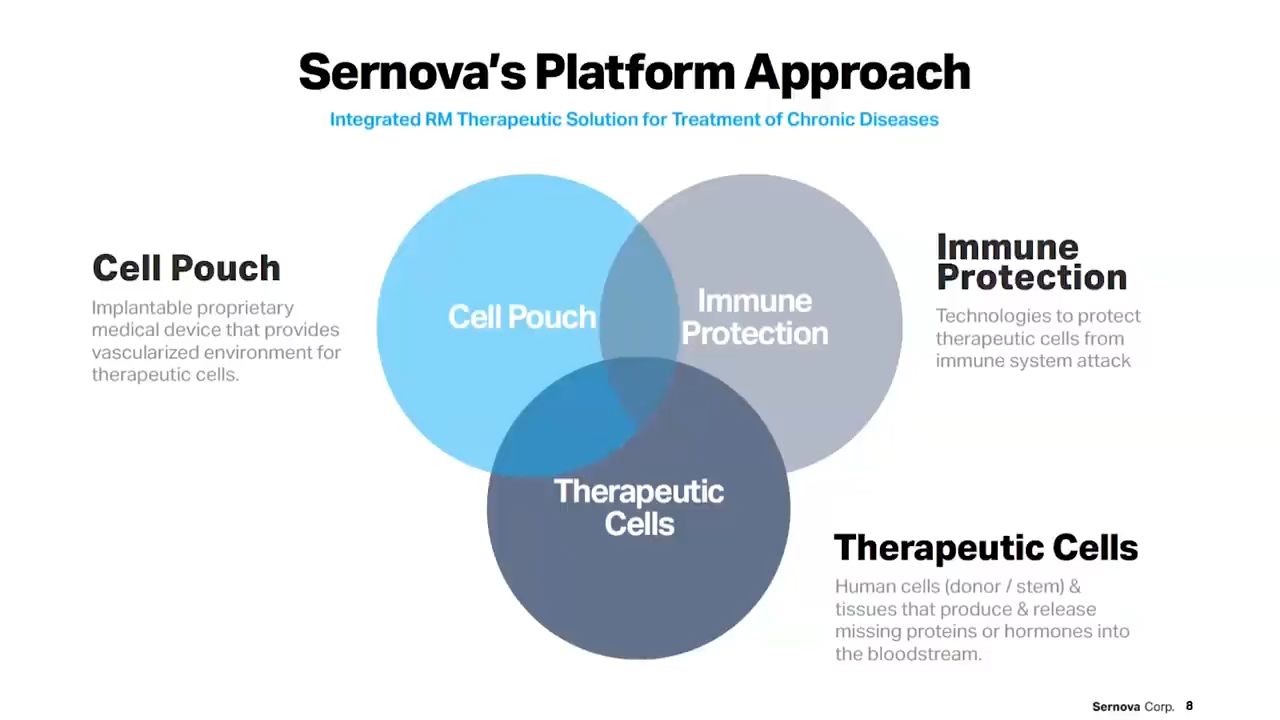 Sernova’s Platform Approach
Integrated RM Therapeutic Solution for Treatment of Chronic Diseases
Cell Pouch
Implantable proprietary
medical device that provides
vascularized environment for
therapeutic cells.
Cell Pouch
Immune
Protection
Immune
Protection
Technologies to protect
therapeutic cells from
immune system attack
Therapeutic
Cells
Therapeutic Cells
Human cells (donor / stem) &
tissues that produce & release
missing proteins or hormones into
the bloodstream.
Sernova Corp. 8